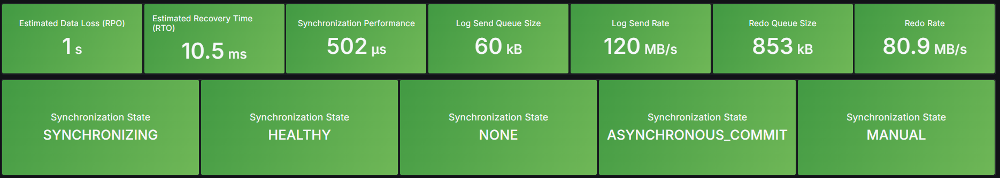 Estimated Data Loss (RPO)
1 s
Estimated Recovery Time
(RTO)
10.5 ms
Synchronization Performance
502 µs
Log Send Queue Size
60 kB
Log Send Rate
120 MB/s
Redo Queue Size
853 kB
Redo Rate
80.9 MB/s
Synchronization State
SYNCHRONIZING
Synchronization State
HEALTHY
Synchronization State
NONE
Synchronization State
ASYNCHRONOUS_COMMIT
Synchronization State
MANUAL